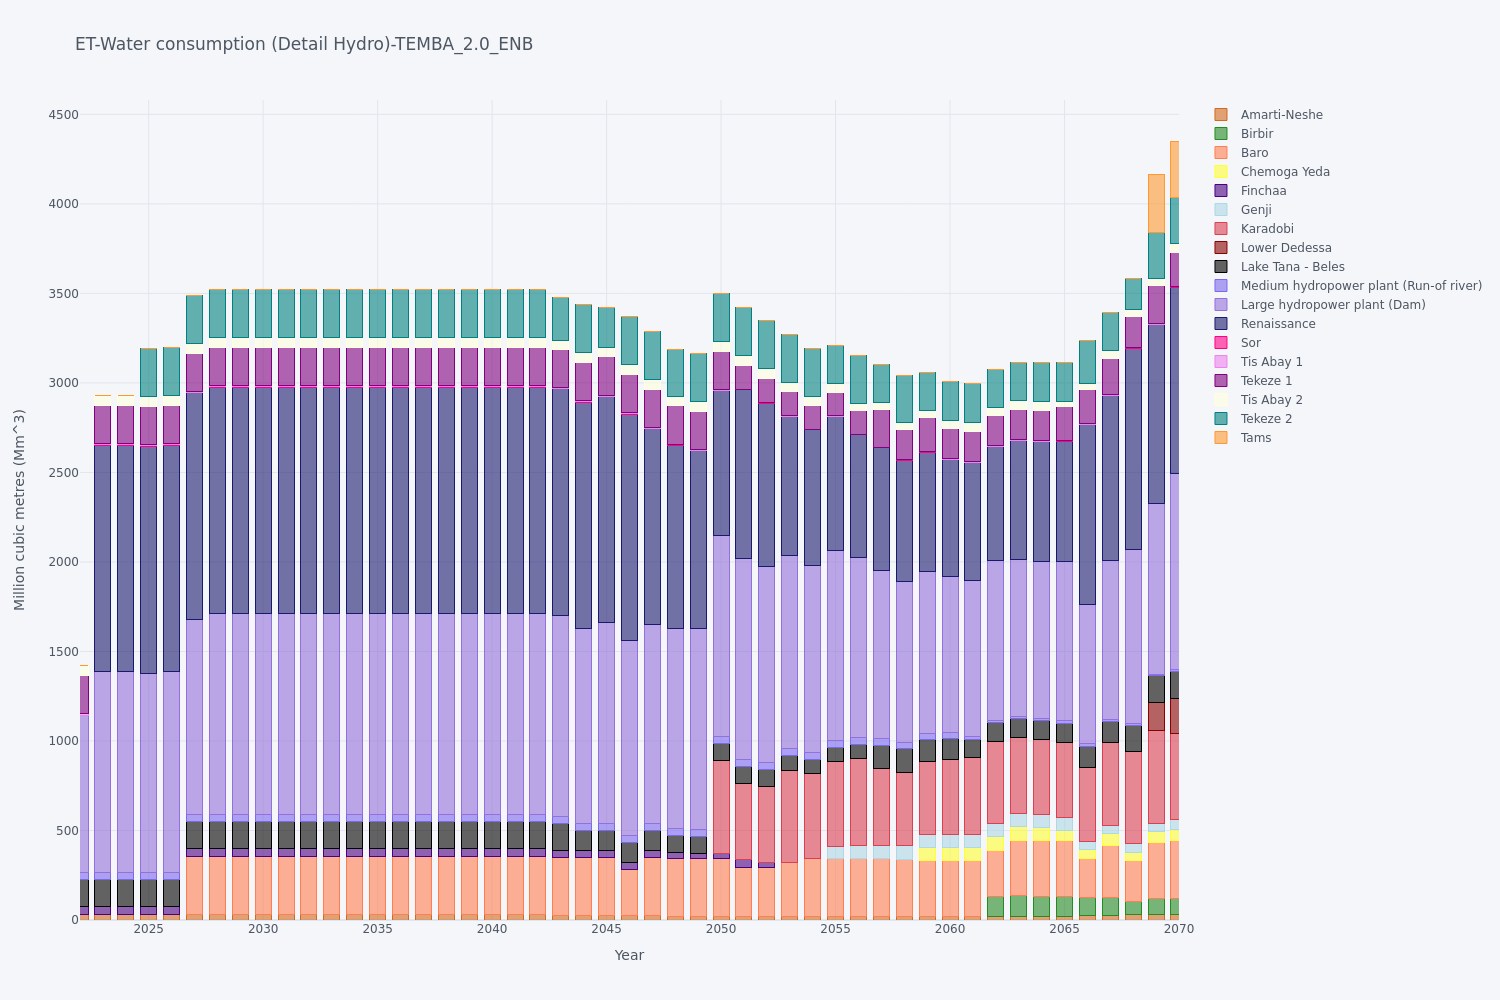 ET-Water consumption (Detail Hydro)-TEMBA_2.0_ENB
4500
4000
3500
3000
2500
2000
1500
1000
500
0
Million cubic metres (Mm^3)
2025
2030
2035
2040
2045
2050
2055
2060
2065
2070
Year
Amarti-Neshe
Birbir
Baro
Chemoga Yeda
Finchaa
Genji
Karadobi
Lower Dedessa
Lake Tana - Beles
Medium hydropower plant (Run-of river)
Large hydropower plant (Dam)
Renaissance
Sor
Tis Abay 1
Tekeze 1
Tis Abay 2
Tekeze 2
Tams